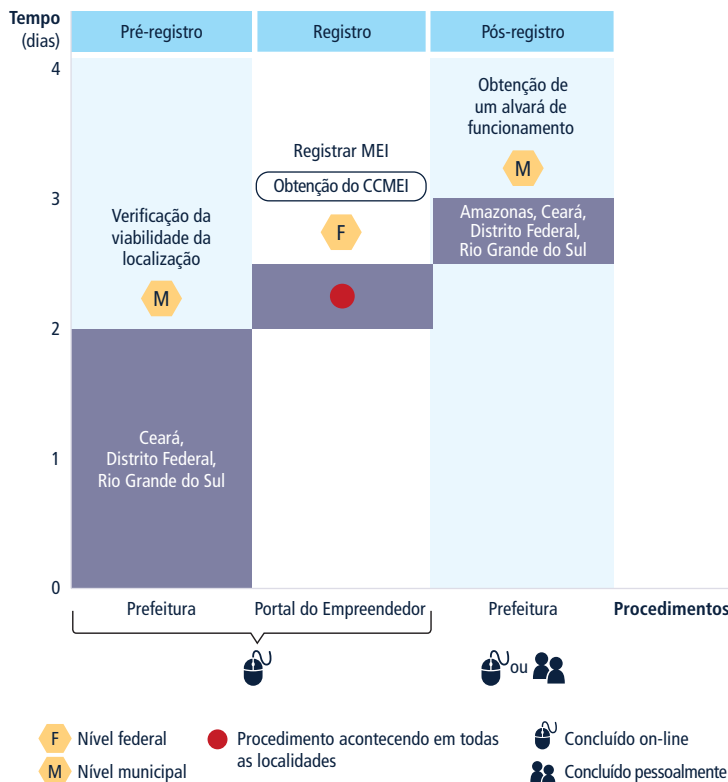 Tempo
(dias)
Pré-registro
Registro
Pós-registro
4
3
2
1
0
Verificação da
viabilidade da
localização
M
Ceará,
Distrito Federal,
Rio Grande do Sul
Registrar MEI
Obtenção do CCMEI
F
Obtenção de
um alvará de
funcionamento
M
Amazonas, Ceará,
Distrito Federal,
Rio Grande do Sul
Prefeitura
Portal do Empreendedor
Prefeitura
Procedimentos
ou
F Nível federal
M Nível municipal
Procedimento acontecendo em todas
as localidades
Concluído on-line
Concluído pessoalmente